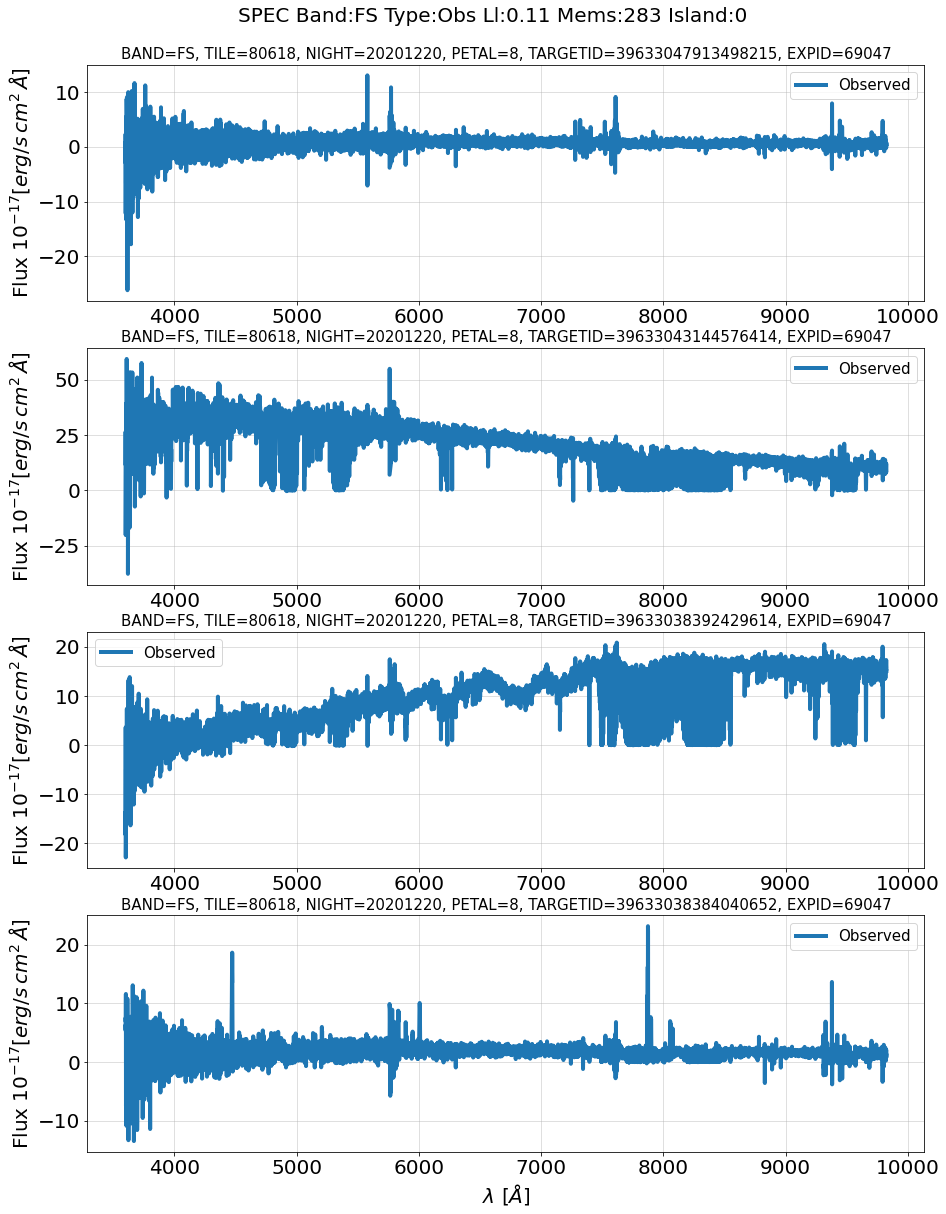 SPEC Band:FS Type:Obs Ll:0.11 Mems:283 Island:0
BAND=FS, TILE=80618, NIGHT=20201220, PETAL=8, TARGETID=39633047913498215, EXPID=69047
Observed
10
0
−10
−20
Flux 10^{-17}[erg/s cm^2 Å]
4000 5000 6000 7000 8000 9000 10000
BAND=FS, TILE=80618, NIGHT=20201220, PETAL=8, TARGETID=39633043144576414, EXPID=69047
Observed
50
25
0
−25
Flux 10^{-17}[erg/s cm^2 Å]
4000 5000 6000 7000 8000 9000 10000
BAND=FS, TILE=80618, NIGHT=20201220, PETAL=8, TARGETID=39633038392429614, EXPID=69047
Observed
20
10
0
−10
−20
Flux 10^{-17}[erg/s cm^2 Å]
4000 5000 6000 7000 8000 9000 10000
BAND=FS, TILE=80618, NIGHT=20201220, PETAL=8, TARGETID=39633038384040652, EXPID=69047
Observed
20
10
0
−10
Flux 10^{-17}[erg/s cm^2 Å]
4000 5000 6000 7000 8000 9000 10000
λ [Å]